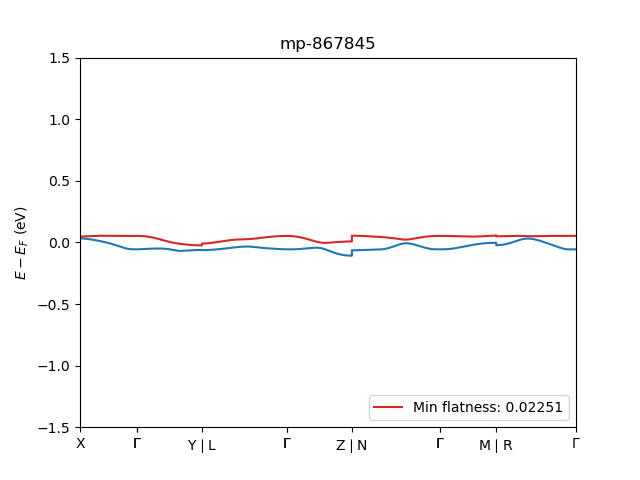 mp-867845
E − E_F (eV)
1.5
1.0
0.5
0.0
−0.5
−1.0
−1.5
Min flatness: 0.02251
X Γ Y | L Γ Z | N Γ M | R Γ